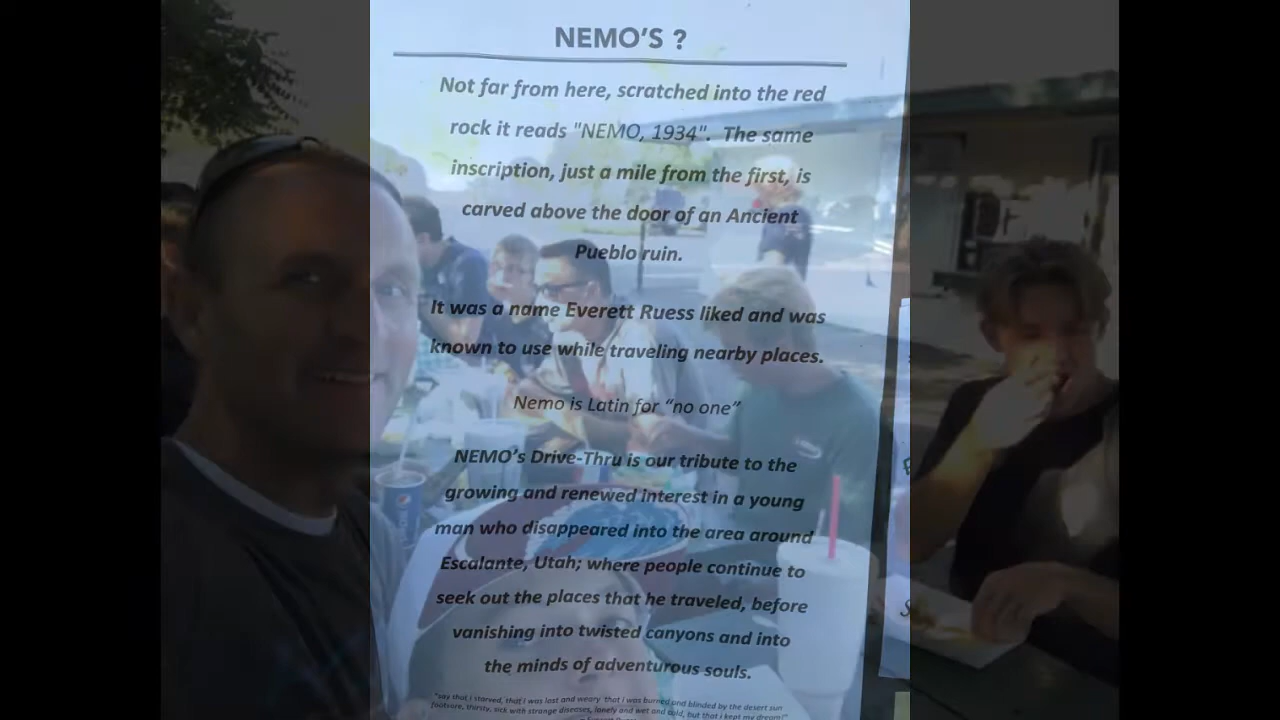 NEMO'S ?
Not far from here, scratched into the red
rock it reads "NEMO, 1934". The same
inscription, just a mile from the first, is
carved above the door of an Ancient
Pueblo ruin.
It was a name Everett Ruess liked and was
known to use while traveling nearby places.
Nemo is Latin for "no one"
NEMO's Drive-Thru is our tribute to the
growing and renewed interest in a young
man who disappeared into the area around
Escalante, Utah; where people continue to
seek out the places that he traveled, before
vanishing into twisted canyons and into
the minds of adventurous souls.
"say that I starved, that I was lost and weary that I was burned and blinded by the desert sun
footsore, thirsty, sick with strange diseases, lonely and wet and cold, but that I kept my dream!"
pepsi